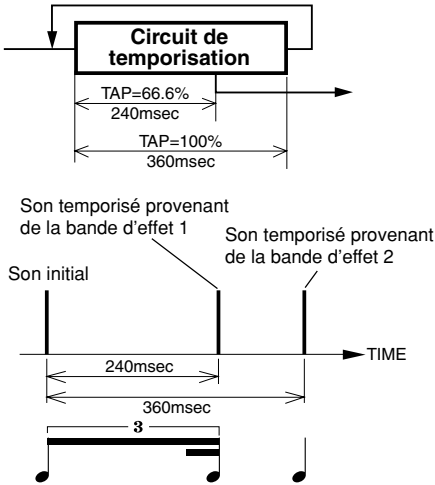 Circuit de
temporisation
TAP=66.6%
240msec
TAP=100%
360msec
Son temporisé provenant
de la bande d'effet 1
Son temporisé provenant
de la bande d'effet 2
Son initial
TIME
240msec
360msec
3